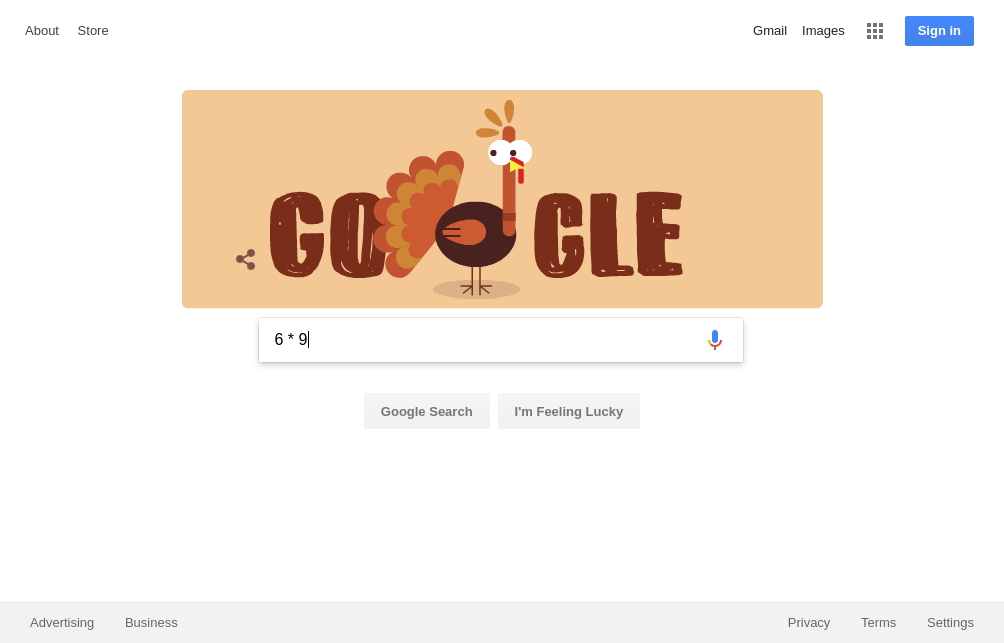 About Store Gmail Images Sign in
GO GLE
6 * 9
Google Search I'm Feeling Lucky
Advertising Business Privacy Terms Settings